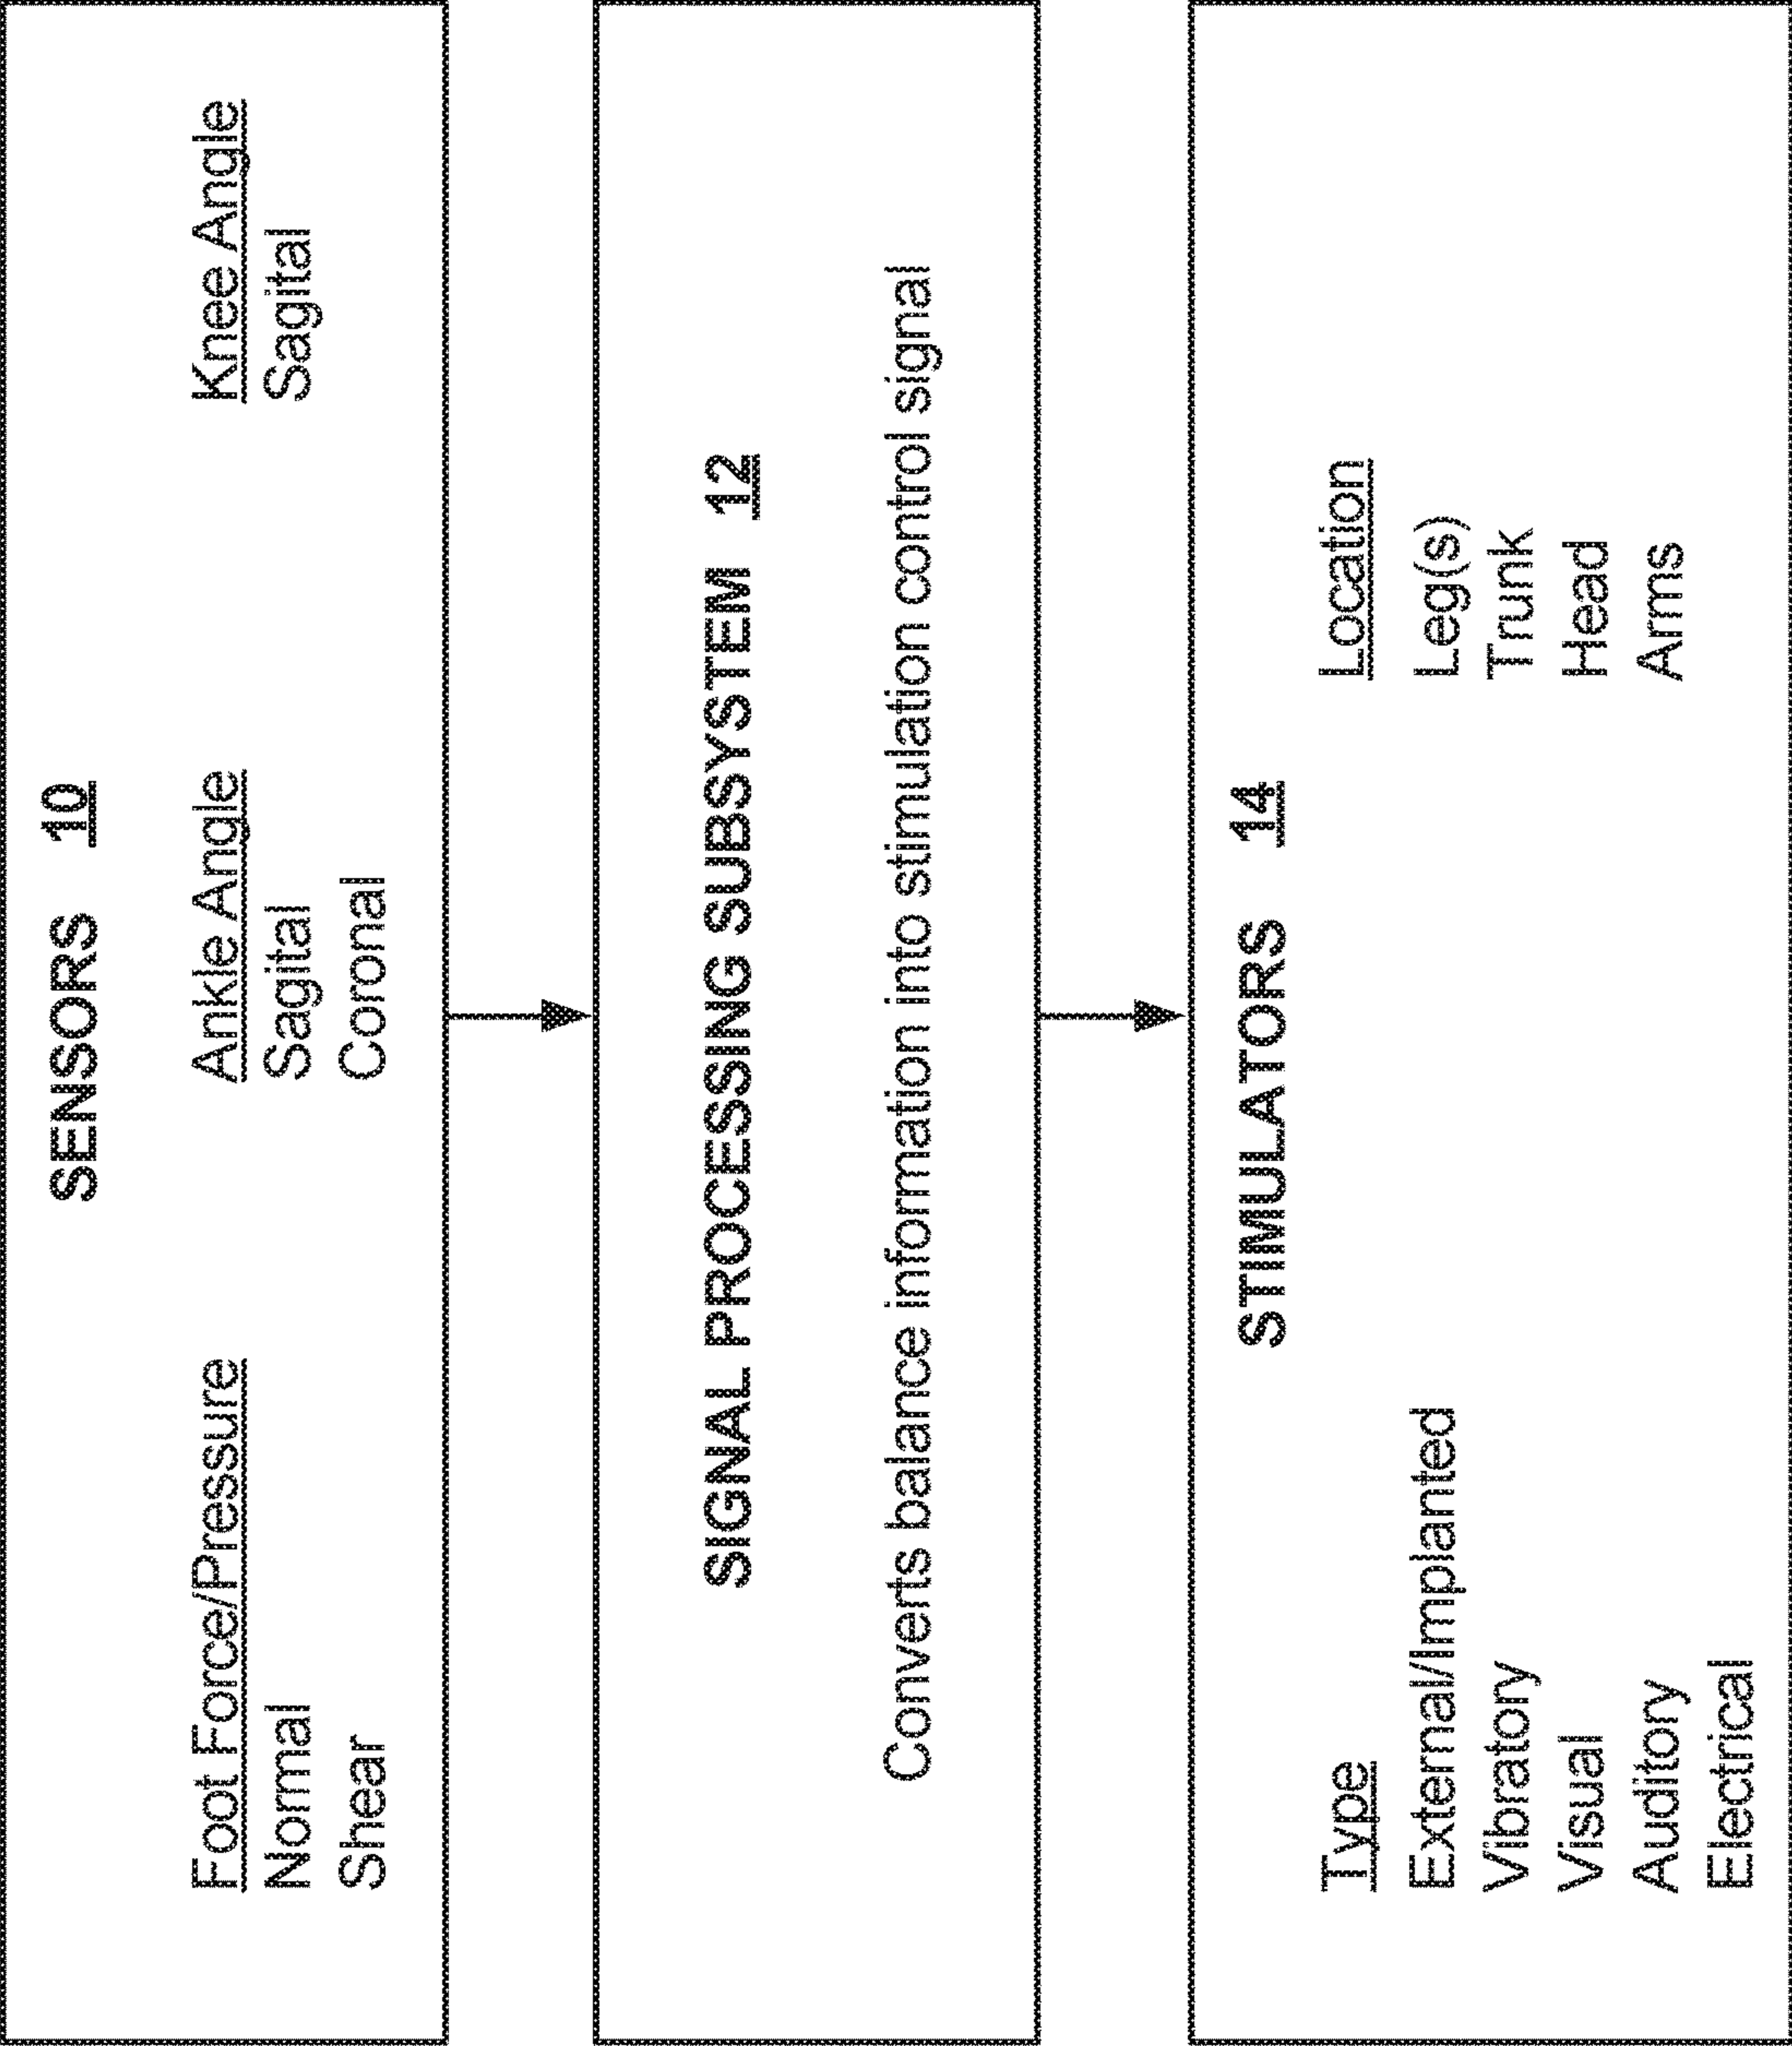 SENSORS 10
Foot Force/Pressure
Normal
Shear
Ankle Angle
Sagital
Coronal
Knee Angle
Sagital
SIGNAL PROCESSING SUBSYSTEM 12
Converts balance information into stimulation control signal
STIMULATORS 14
Type
External/Implanted
Vibratory
Visual
Auditory
Electrical
Location
Leg(s)
Trunk
Head
Arms